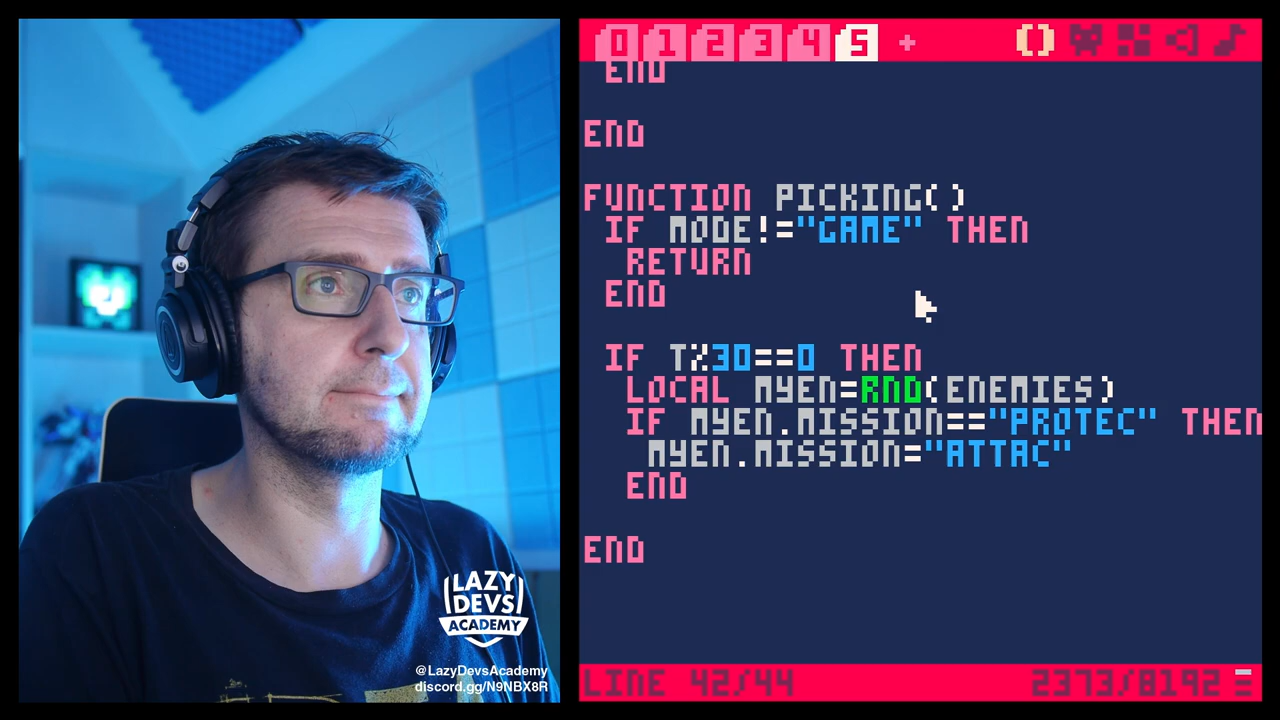 LAZY
DEVS
ACADEMY
@LazyDevsAcademy
discord.gg/N9NBX8R
0 1 2 3 4 5 + ()
END
END
FUNCTION PICKING()
IF MODE!="GAME" THEN
RETURN
END
IF T%30==0 THEN
LOCAL MYEN=RND(ENEMIES)
IF MYEN.MISSION=="PROTEC" THEN
MYEN.MISSION="ATTAC"
END
END
LINE 42/44
2373/8192